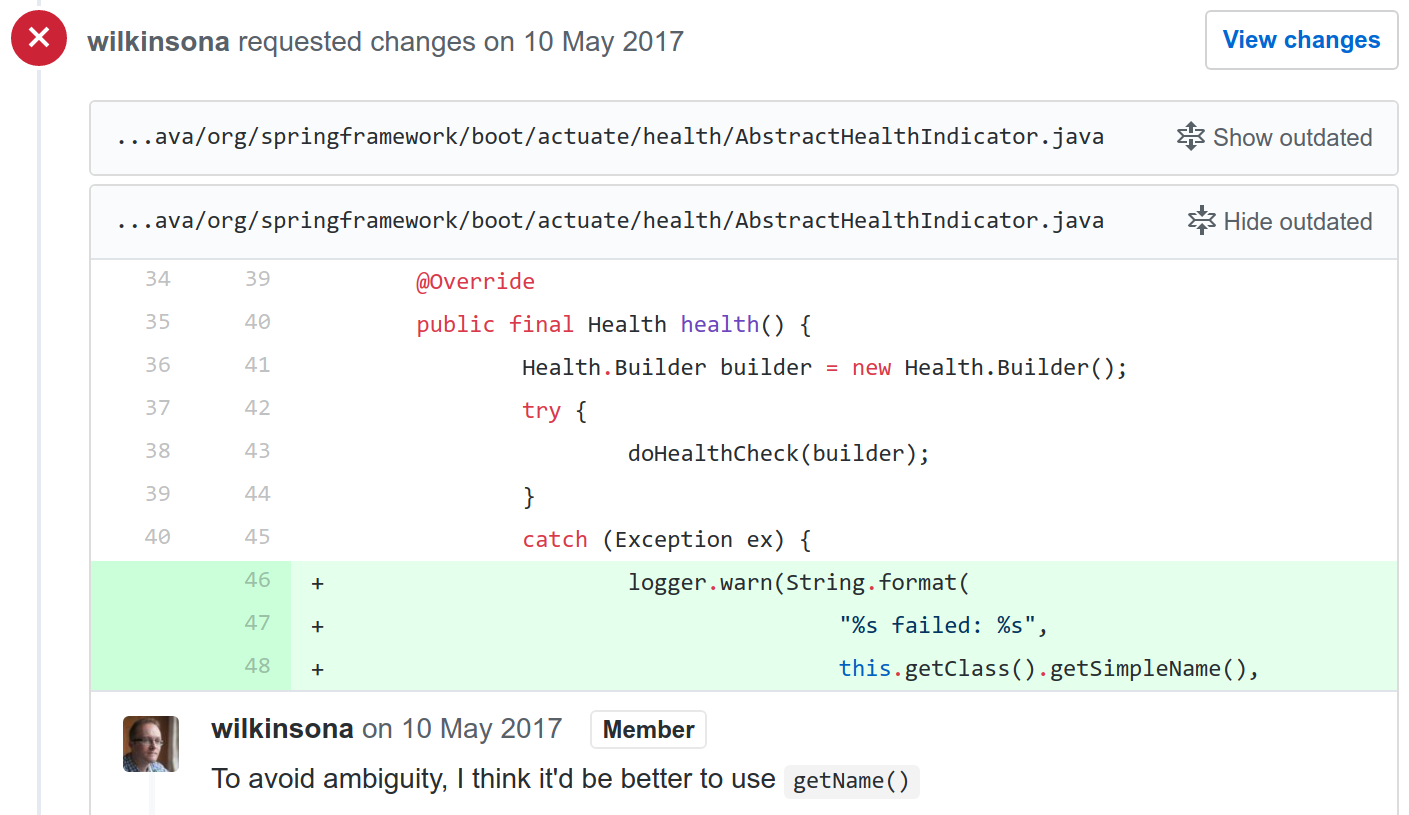 wilkinsona requested changes on 10 May 2017
View changes
...ava/org/springframework/boot/actuate/health/AbstractHealthIndicator.java
Show outdated
...ava/org/springframework/boot/actuate/health/AbstractHealthIndicator.java
Hide outdated
34 39 @Override
35 40 public final Health health() {
36 41 Health.Builder builder = new Health.Builder();
37 42 try {
38 43 doHealthCheck(builder);
39 44 }
40 45 catch (Exception ex) {
46 + logger.warn(String.format(
47 + "%s failed: %s",
48 + this.getClass().getSimpleName(),
wilkinsona on 10 May 2017 Member
To avoid ambiguity, I think it'd be better to use getName()